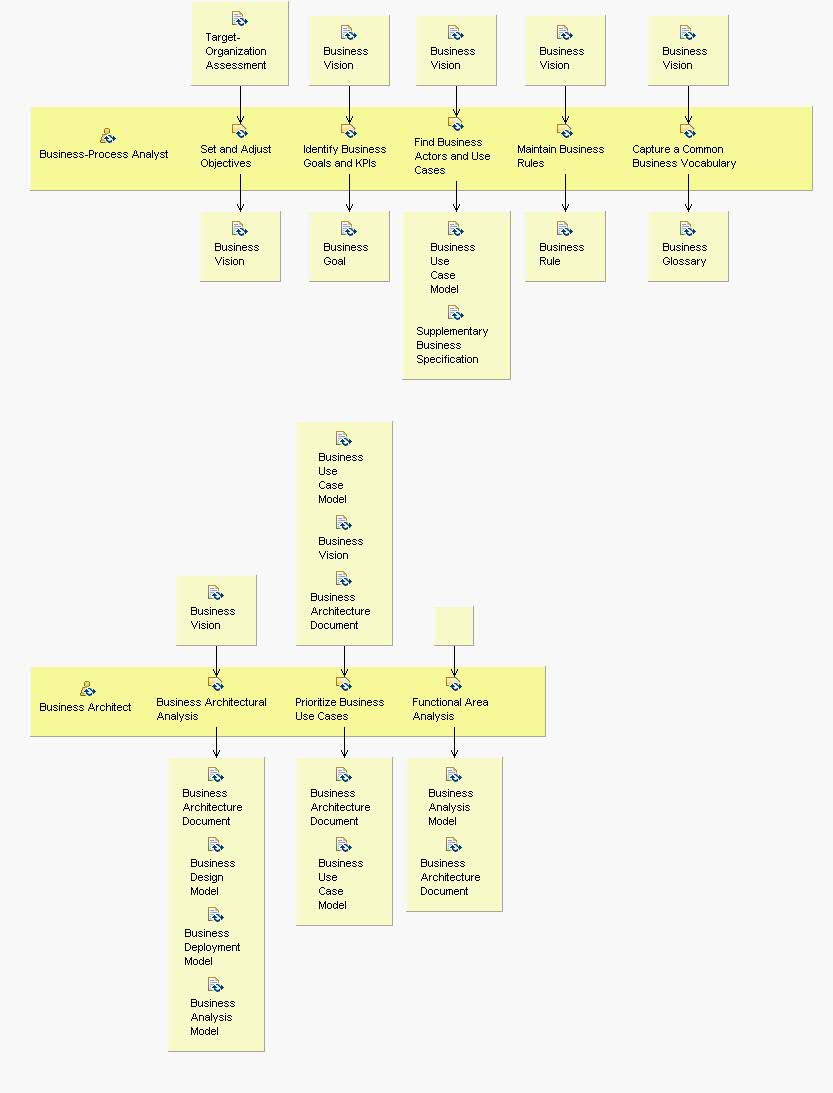 Target-
Organization
Assessment
Business
Vision
Business
Vision
Business
Vision
Business
Vision
Business-Process Analyst
Set and Adjust
Objectives
Identify Business
Goals and KPIs
Find Business
Actors and Use
Cases
Maintain Business
Rules
Capture a Common
Business Vocabulary
Business
Vision
Business
Goal
Business
Use
Case
Model
Supplementary
Business
Specification
Business
Rule
Business
Glossary
Business
Vision
Business
Use
Case
Model
Business
Vision
Business
Architecture
Document
Business Architect
Business Architectural
Analysis
Prioritize Business
Use Cases
Functional Area
Analysis
Business
Architecture
Document
Business
Design
Model
Business
Deployment
Model
Business
Analysis
Model
Business
Architecture
Document
Business
Use
Case
Model
Business
Analysis
Model
Business
Architecture
Document